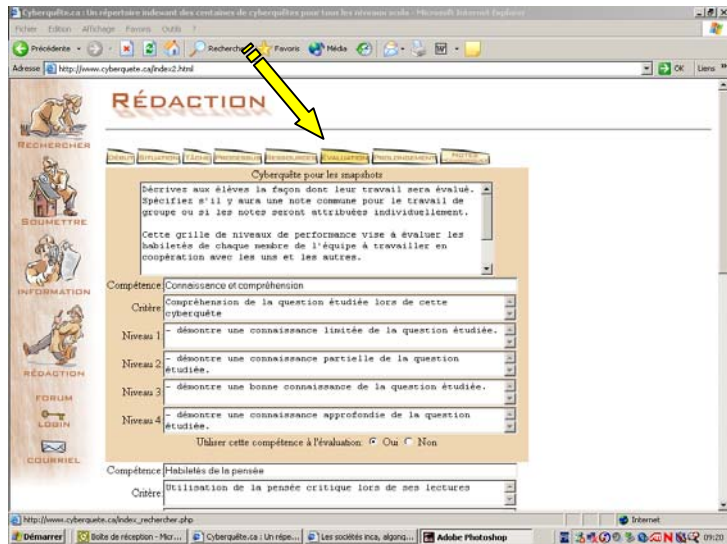 Cyberquête.ca : Un répertoire indexant des centaines de cyberquêtes pour tous les niveaux scola - Microsoft Internet Explorer
Fichier Edition Affichage Favoris Outils ?
Précédente Rechercher Favoris Média
Adresse http://www.cyberquete.ca/index2.html OK Liens
RÉDACTION
RECHERCHER
SOUMETTRE
INFORMATION
RÉDACTION
FORUM
LOGIN
COURRIEL
DÉBUT SITUATION TÂCHE PROCESSUS RESSOURCES ÉVALUATION PROLONGEMENT NOTES
Cyberquête pour les snapshots
Décrives aux élèves la façon dont leur travail sera évalué.
Spécifiez s'il y aura une note commune pour le travail de
groupe ou si les notes seront attribuées individuellement.
Cette grille de niveaux de performance vise à évaluer les
habiletés de chaque membre de l'équipe à travailler en
coopération avec les uns et les autres.
Compétence Connaissance et compréhension
Critère Compréhension de la question étudiée lors de cette
cyberquête
Niveau 1 - démontre une connaissance limitée de la question étudiée.
Niveau 2 - démontre une connaissance partielle de la question
étudiée.
Niveau 3 - démontre une bonne connaissance de la question étudiée.
Niveau 4 - démontre une connaissance approfondie de la question
étudiée.
Utiliser cette compétence à l'évaluation: Oui Non
Compétence Habiletés de la pensée
Critère Utilisation de la pensée critique lors de ses lectures
http://www.cyberquete.ca/index_rechercher.php Internet
Démarrer Boîte de réception - Micr... Cyberquête.ca : Un répe... Les sociétés inca, algonq... Adobe Photoshop 09:20